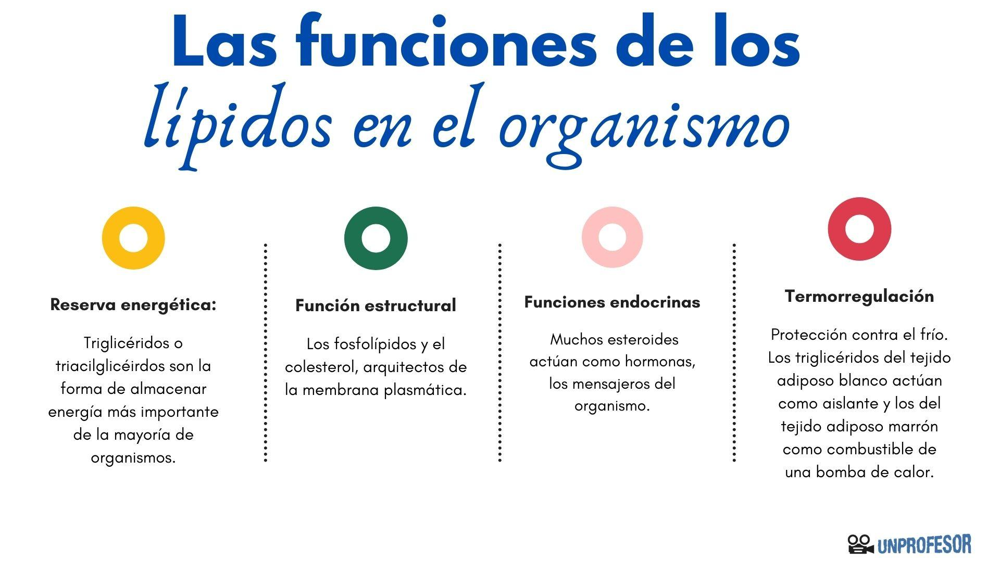 Las funciones de los
lípidos en el organismo
Reserva energética:
Triglicéridos o
triacilglicéirdos son la
forma de almacenar
energía más importante
de la mayoría de
organismos.
Función estructural
Los fosfolípidos y el
colesterol, arquitectos de
la membrana plasmática.
Funciones endocrinas
Muchos esteroides
actúan como hormonas,
los mensajeros del
organismo.
Termorregulación
Protección contra el frío.
Los triglicéridos del tejido
adiposo blanco actúan
como aislante y los del
tejido adiposo marrón
como combustible de
una bomba de calor.
UNPROFESOR